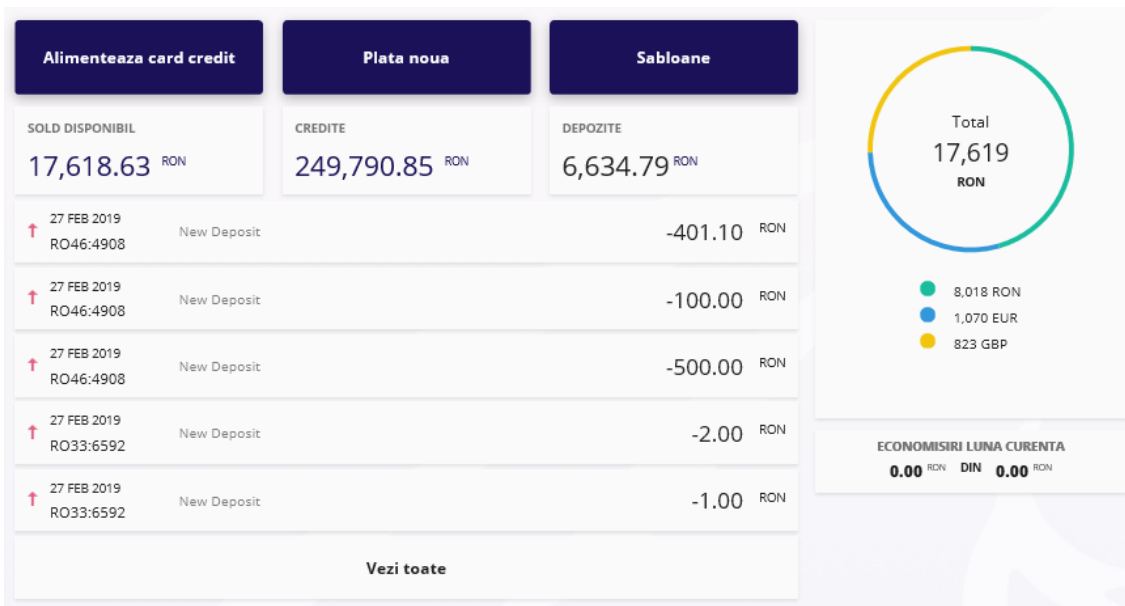 Alimenteaza card credit
Plata noua
Sabloane
SOLD DISPONIBIL
17,618.63 RON
CREDITE
249,790.85 RON
DEPOZITE
6,634.79 RON
27 FEB 2019
RO46:4908
New Deposit
-401.10 RON
27 FEB 2019
RO46:4908
New Deposit
-100.00 RON
27 FEB 2019
RO46:4908
New Deposit
-500.00 RON
27 FEB 2019
RO33:6592
New Deposit
-2.00 RON
27 FEB 2019
RO33:6592
New Deposit
-1.00 RON
Vezi toate
Total
17,619
RON
8,018 RON
1,070 EUR
823 GBP
ECONOMISIRI LUNA CURENTA
0.00 RON DIN 0.00 RON